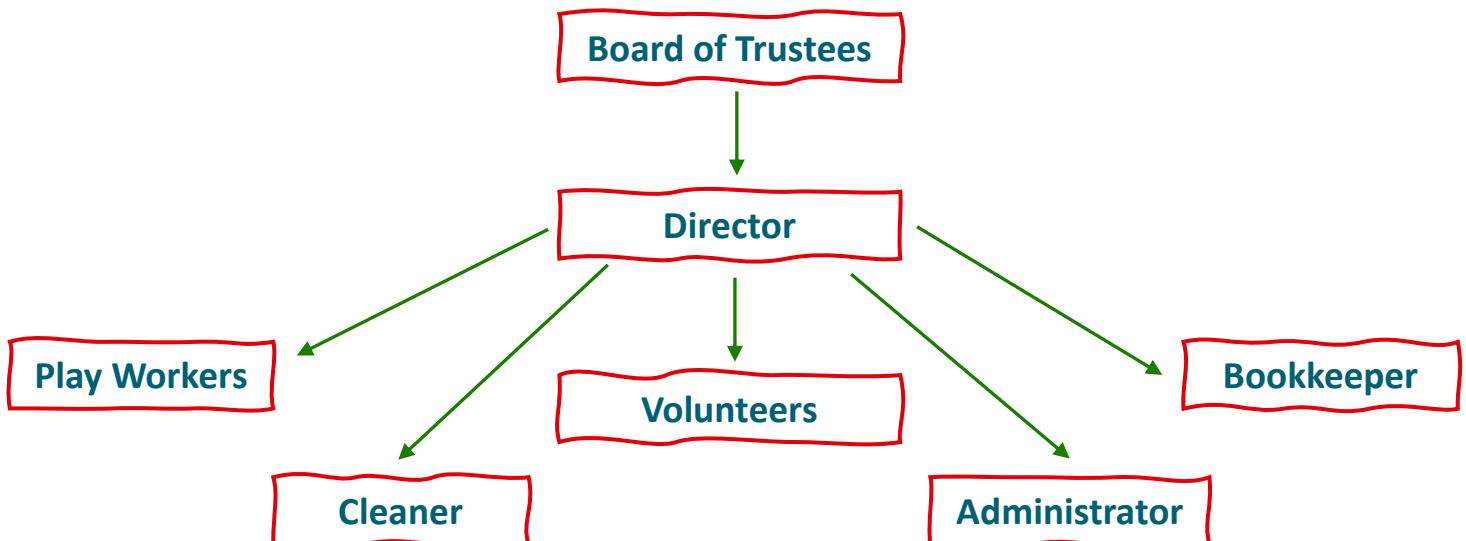 Board of Trustees
Director
Play Workers
Bookkeeper
Volunteers
Cleaner
Administrator